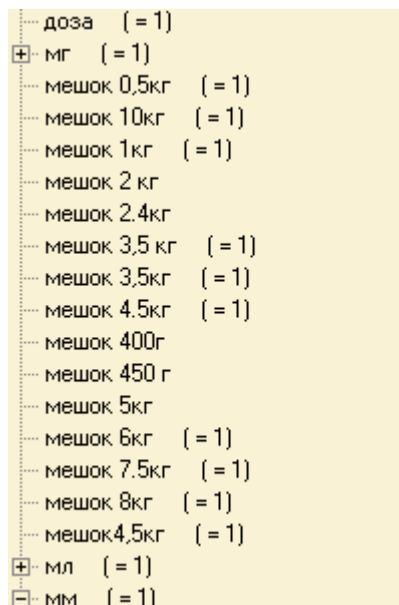 доза ( = 1)
мг ( = 1)
мешок 0,5кг ( = 1)
мешок 10кг ( = 1)
мешок 1кг ( = 1)
мешок 2 кг
мешок 2.4кг
мешок 3,5 кг ( = 1)
мешок 3,5кг ( = 1)
мешок 4.5кг ( = 1)
мешок 400г
мешок 450 г
мешок 5кг
мешок 6кг ( = 1)
мешок 7.5кг ( = 1)
мешок 8кг ( = 1)
мешок4,5кг ( = 1)
мл ( = 1)
мм ( = 1)